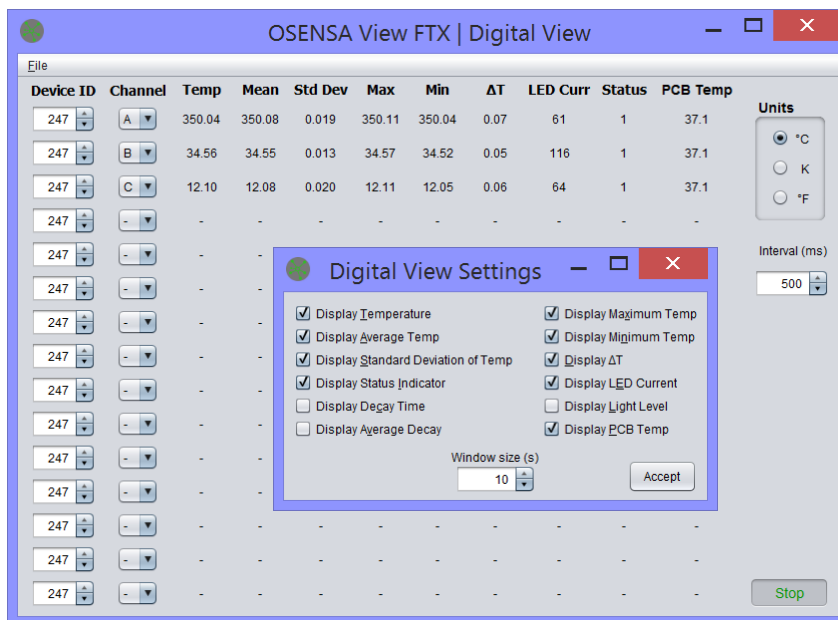 OSENSA View FTX | Digital View
File
Device ID Channel Temp Mean Std Dev Max Min ΔT LED Curr Status PCB Temp
247 A 350.04 350.08 0.019 350.11 350.04 0.07 61 1 37.1
247 B 34.56 34.55 0.013 34.57 34.52 0.05 116 1 37.1
247 C 12.10 12.08 0.020 12.11 12.05 0.06 64 1 37.1
247 - - - - - - - - - -
247 - - -
247 - - -
247 - - -
247 - - -
247 - - -
247 - - -
247 - - -
247 - - -
247 - - - - - - - - - -
247 - - - - - - - - - -
247 - - - - - - - - - -
Units
°C
K
°F
Interval (ms)
500
Stop
Digital View Settings
Display Temperature
Display Average Temp
Display Standard Deviation of Temp
Display Status Indicator
Display Decay Time
Display Average Decay
Display Maximum Temp
Display Minimum Temp
Display ΔT
Display LED Current
Display Light Level
Display PCB Temp
Window size (s)
10
Accept